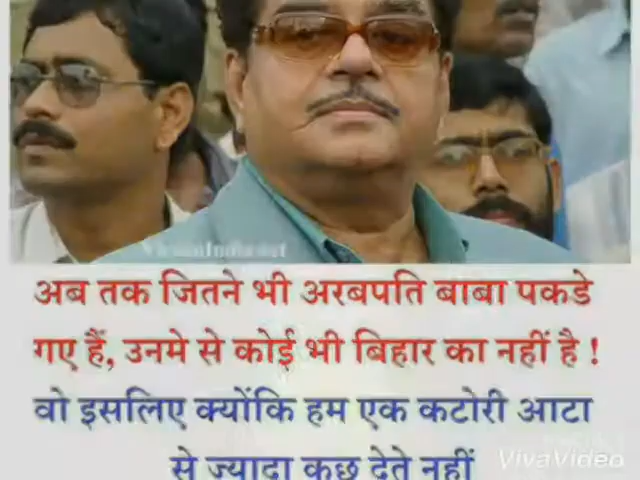 अब तक जितने भी अरबपति बाबा पकडे
गए हैं, उनमे से कोई भी बिहार का नहीं है !
वो इसलिए क्योंकि हम एक कटोरी आटा
से ज्यादा कुछ देते नहीं
VivaVideo